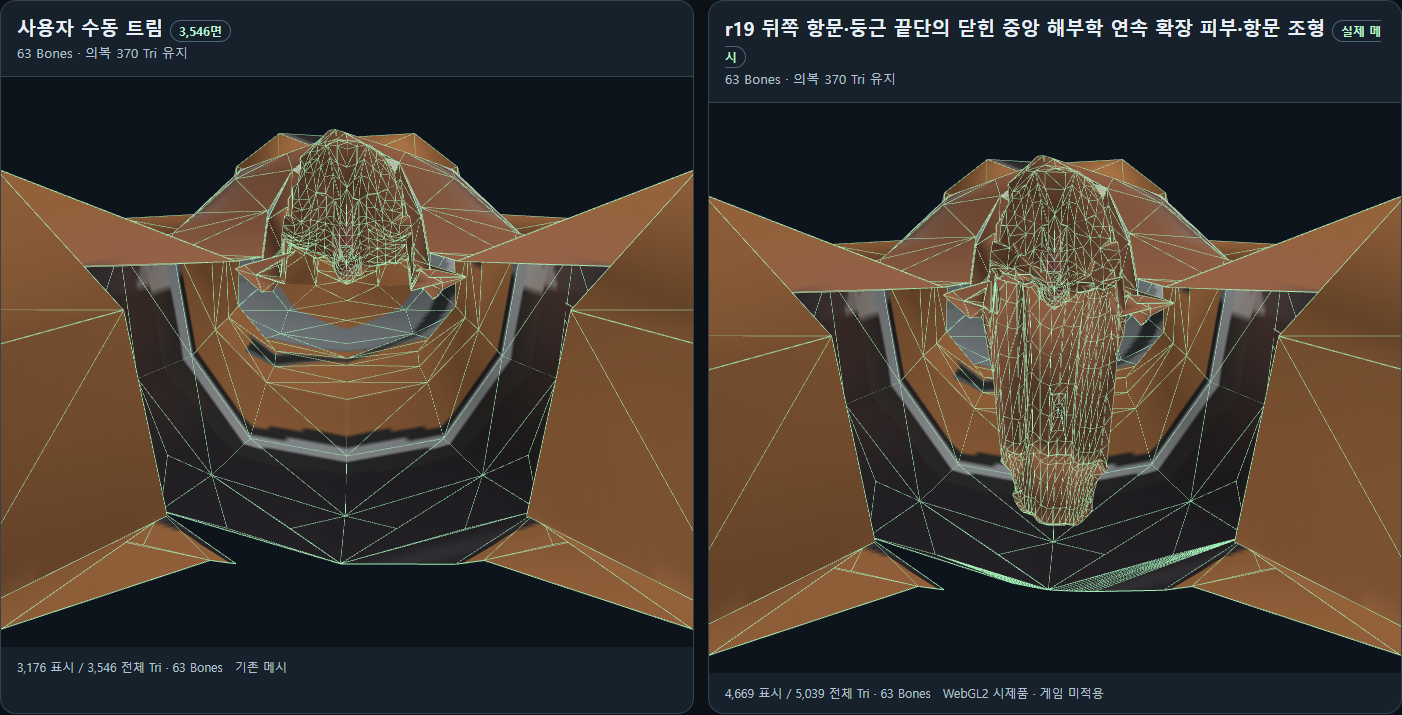 사용자 수동 트림 3,546면
63 Bones · 의복 370 Tri 유지
3,176 표시 / 3,546 전체 Tri · 63 Bones 기존 메시
r19 뒤쪽 항문·둥근 끝단의 닫힌 중앙 해부학 연속 확장 피부·항문 조형 실제 메
시
63 Bones · 의복 370 Tri 유지
4,669 표시 / 5,039 전체 Tri · 63 Bones WebGL2 시제품 · 게임 미적용